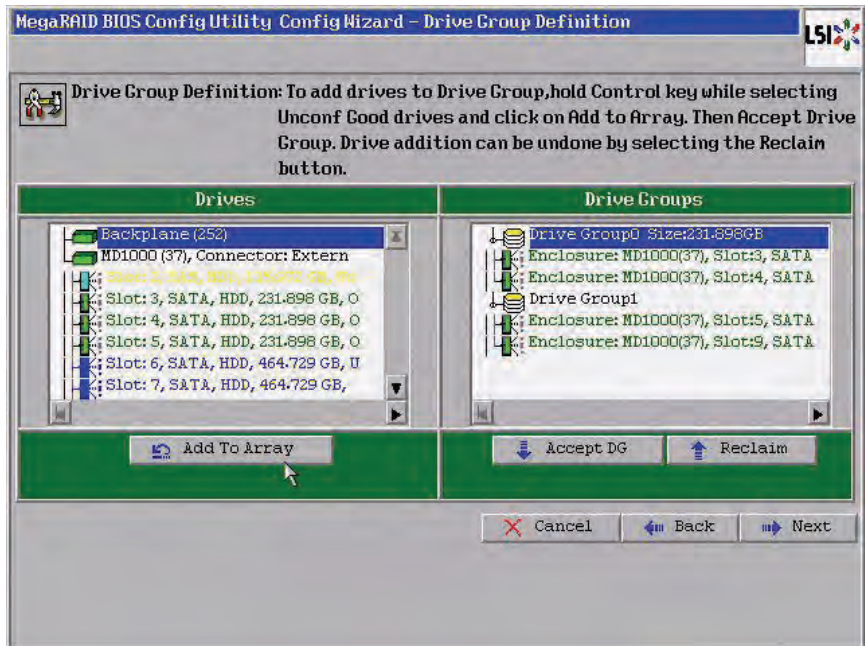 MegaRAID BIOS Config Utility Config Wizard – Drive Group Definition
LSI
Drive Group Definition: To add drives to Drive Group,hold Control key while selecting
Unconf Good drives and click on Add to Array. Then Accept Drive
Group. Drive addition can be undone by selecting the Reclaim
button.
Drives
Backplane (252)
MD1000 (37), Connector: Extern
Slot: 3, SATA, HDD, 231.898 GB, O
Slot: 4, SATA, HDD, 231.898 GB, O
Slot: 5, SATA, HDD, 231.898 GB, O
Slot: 6, SATA, HDD, 464.729 GB, U
Slot: 7, SATA, HDD, 464.729 GB,
Add To Array
Drive Groups
Drive Group0 Size:231.898GB
Enclosure: MD1000(37), Slot:3, SATA
Enclosure: MD1000(37), Slot:4, SATA
Drive Group1
Enclosure: MD1000(37), Slot:5, SATA
Enclosure: MD1000(37), Slot:9, SATA
Accept DG
Reclaim
Cancel
Back
Next